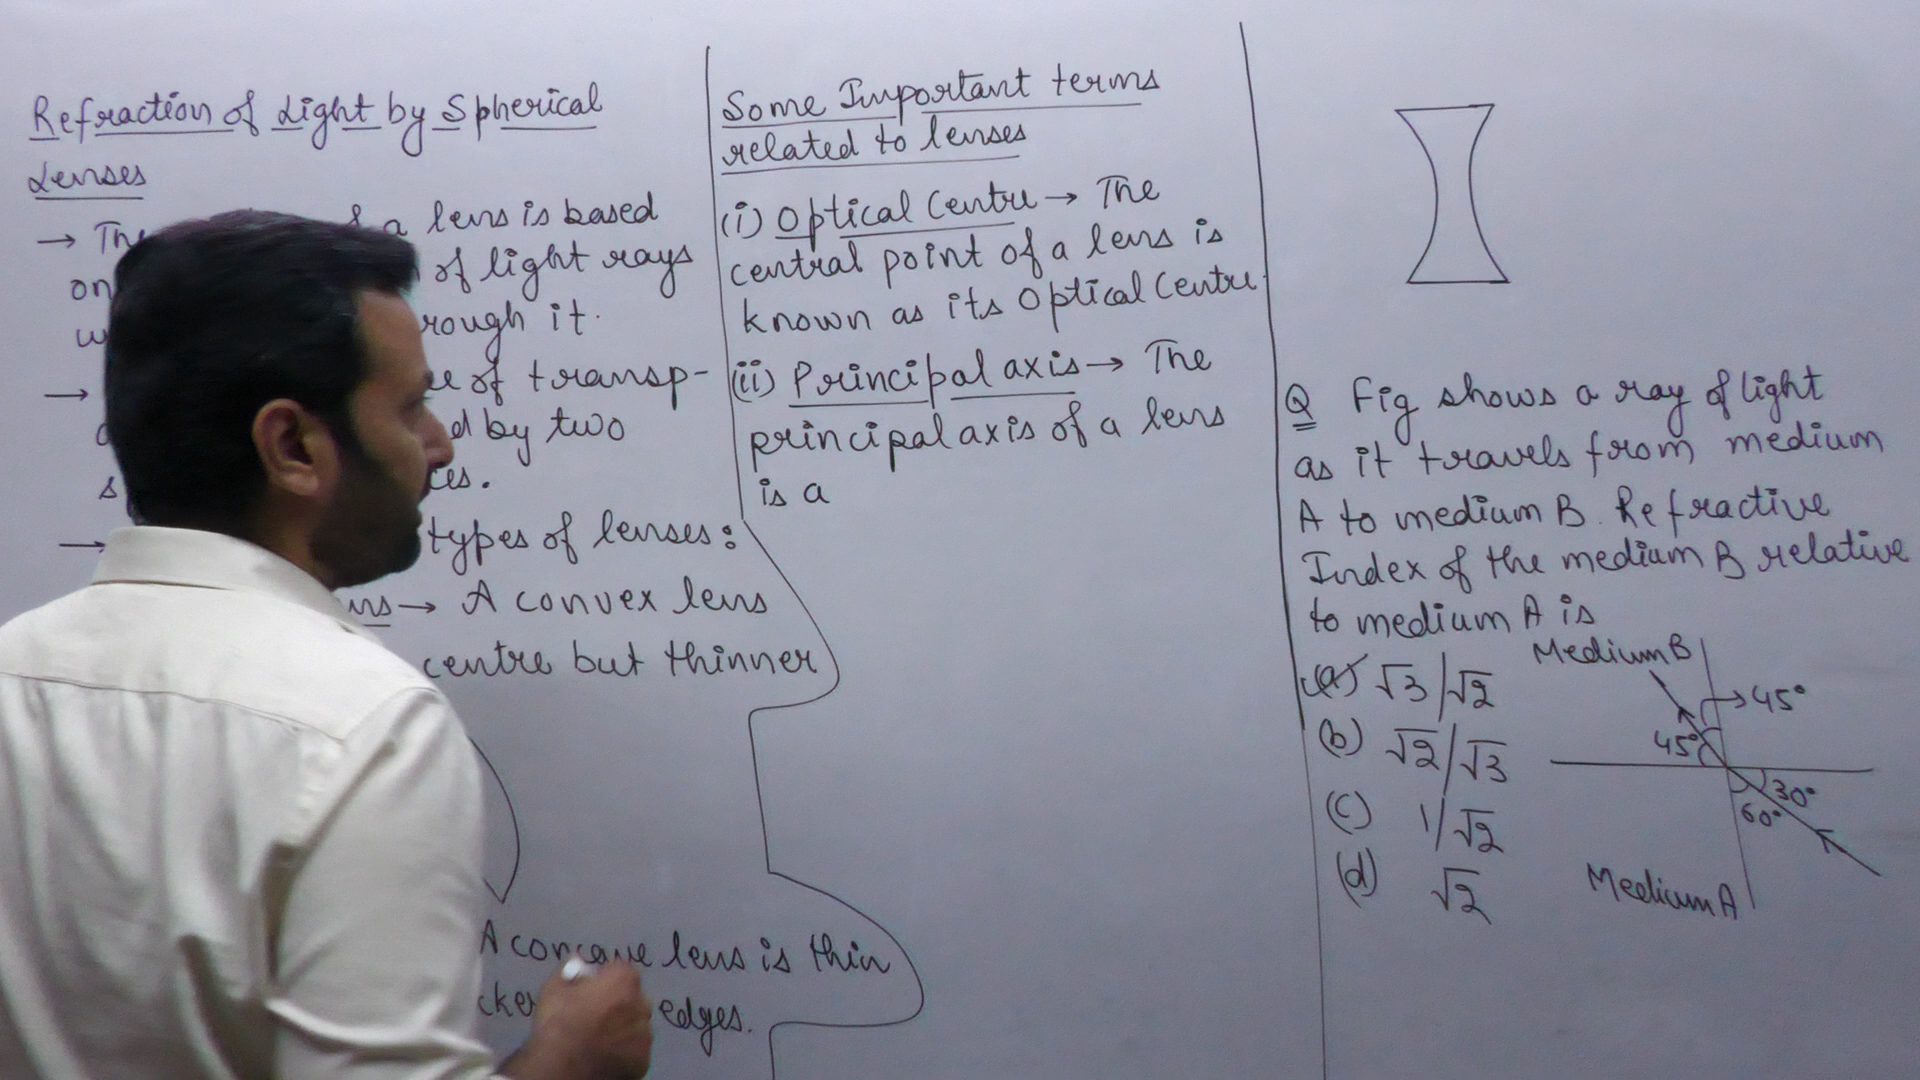 Refraction of Light by Spherical
Lenses
→ The a lens is based
on of light rays
rough it.
→ of transp-
d by two
ces.
→ types of lenses:
→ A convex lens
centre but thinner
A concave lens is thin
edges.
Some Important terms
related to lenses
(i) Optical Centre → The
central point of a lens is
known as its Optical Centre
(ii) Principal axis → The
principal axis of a lens
is a
Q Fig shows a ray of light
as it travels from medium
A to medium B. Refractive
Index of the medium B relative
to medium A is
(a) √3/√2
(b) √2/√3
(c) 1/√2
(d) √2
Medium B
45°
45°
30°
60°
Medium A